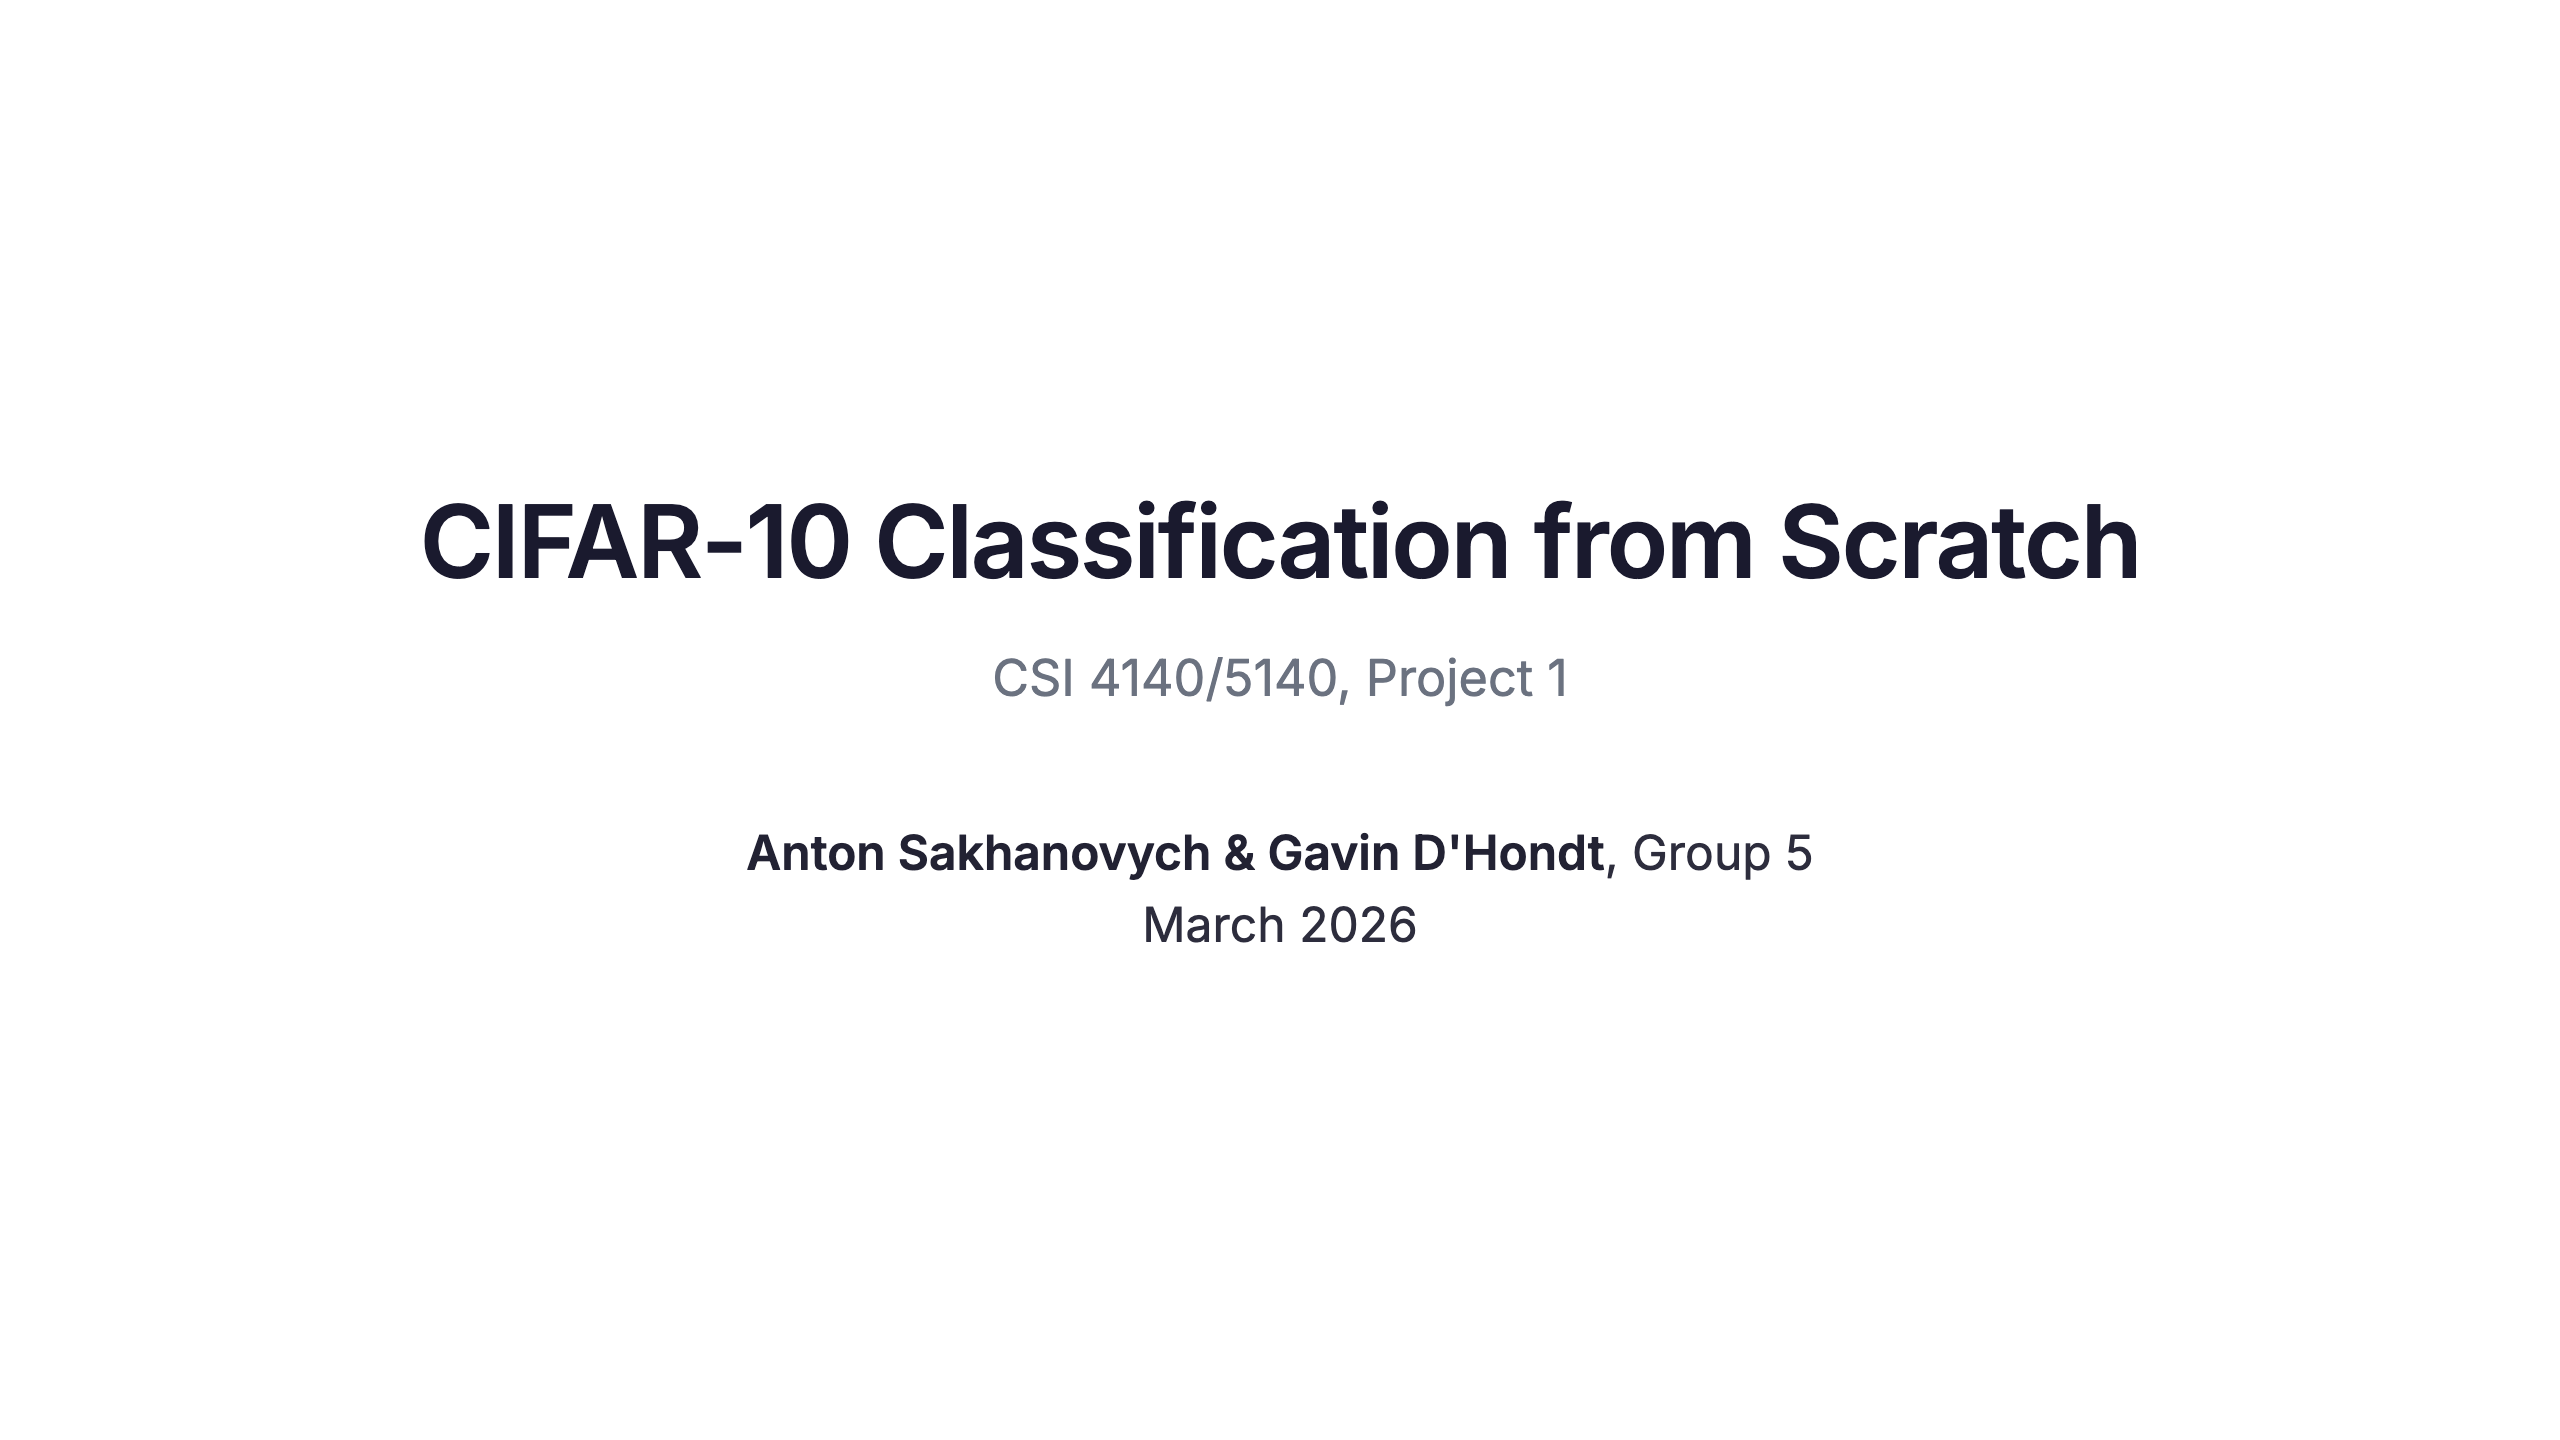 CIFAR-10 Classification from Scratch
CSI 4140/5140, Project 1
Anton Sakhanovych & Gavin D'Hondt, Group 5
March 2026